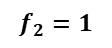 f₂ = 1